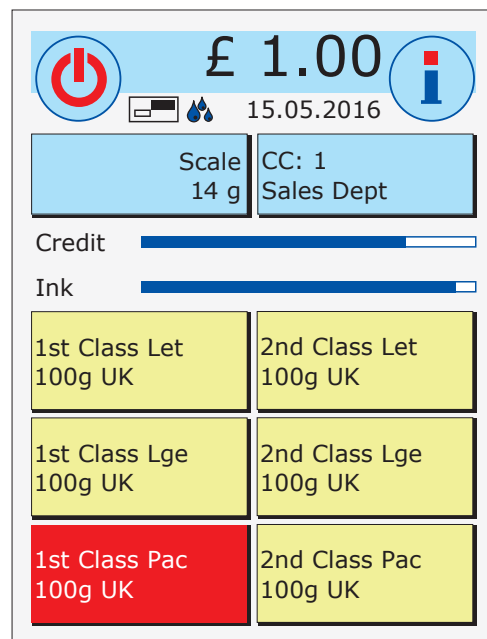 £ 1.00
15.05.2016
Scale
14 g
CC: 1
Sales Dept
Credit
Ink
1st Class Let
100g UK
2nd Class Let
100g UK
1st Class Lge
100g UK
2nd Class Lge
100g UK
1st Class Pac
100g UK
2nd Class Pac
100g UK